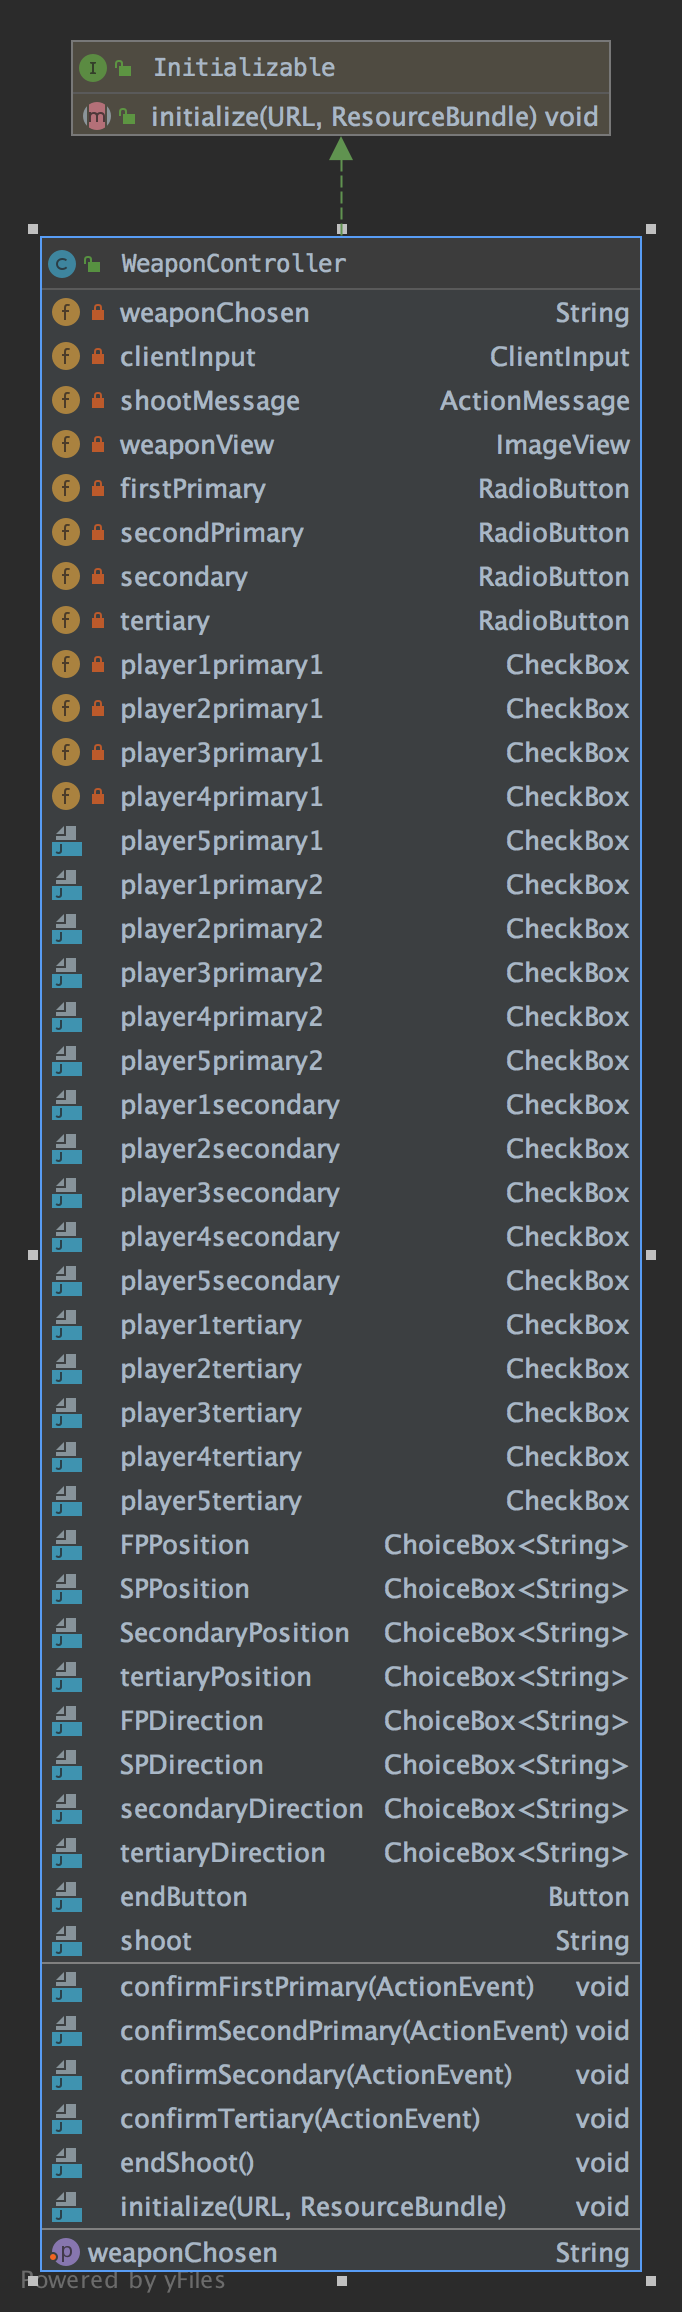 Initializable
initialize(URL, ResourceBundle) void
WeaponController
weaponChosen String
clientInput ClientInput
shootMessage ActionMessage
weaponView ImageView
firstPrimary RadioButton
secondPrimary RadioButton
secondary RadioButton
tertiary RadioButton
player1primary1 CheckBox
player2primary1 CheckBox
player3primary1 CheckBox
player4primary1 CheckBox
player5primary1 CheckBox
player1primary2 CheckBox
player2primary2 CheckBox
player3primary2 CheckBox
player4primary2 CheckBox
player5primary2 CheckBox
player1secondary CheckBox
player2secondary CheckBox
player3secondary CheckBox
player4secondary CheckBox
player5secondary CheckBox
player1tertiary CheckBox
player2tertiary CheckBox
player3tertiary CheckBox
player4tertiary CheckBox
player5tertiary CheckBox
FPPosition ChoiceBox<String>
SPPosition ChoiceBox<String>
SecondaryPosition ChoiceBox<String>
tertiaryPosition ChoiceBox<String>
FPDirection ChoiceBox<String>
SPDirection ChoiceBox<String>
secondaryDirection ChoiceBox<String>
tertiaryDirection ChoiceBox<String>
endButton Button
shoot String
confirmFirstPrimary(ActionEvent) void
confirmSecondPrimary(ActionEvent) void
confirmSecondary(ActionEvent) void
confirmTertiary(ActionEvent) void
endShoot() void
initialize(URL, ResourceBundle) void
weaponChosen String
Powered by yFiles